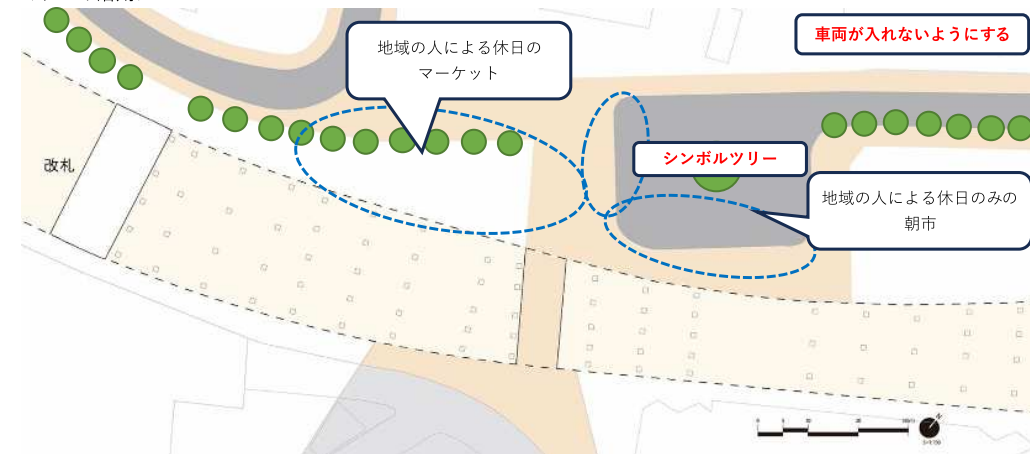 車両が入れないようにする
地域の人による休日の
マーケット
シンボルツリー
改札
地域の人による休日のみの
朝市
N